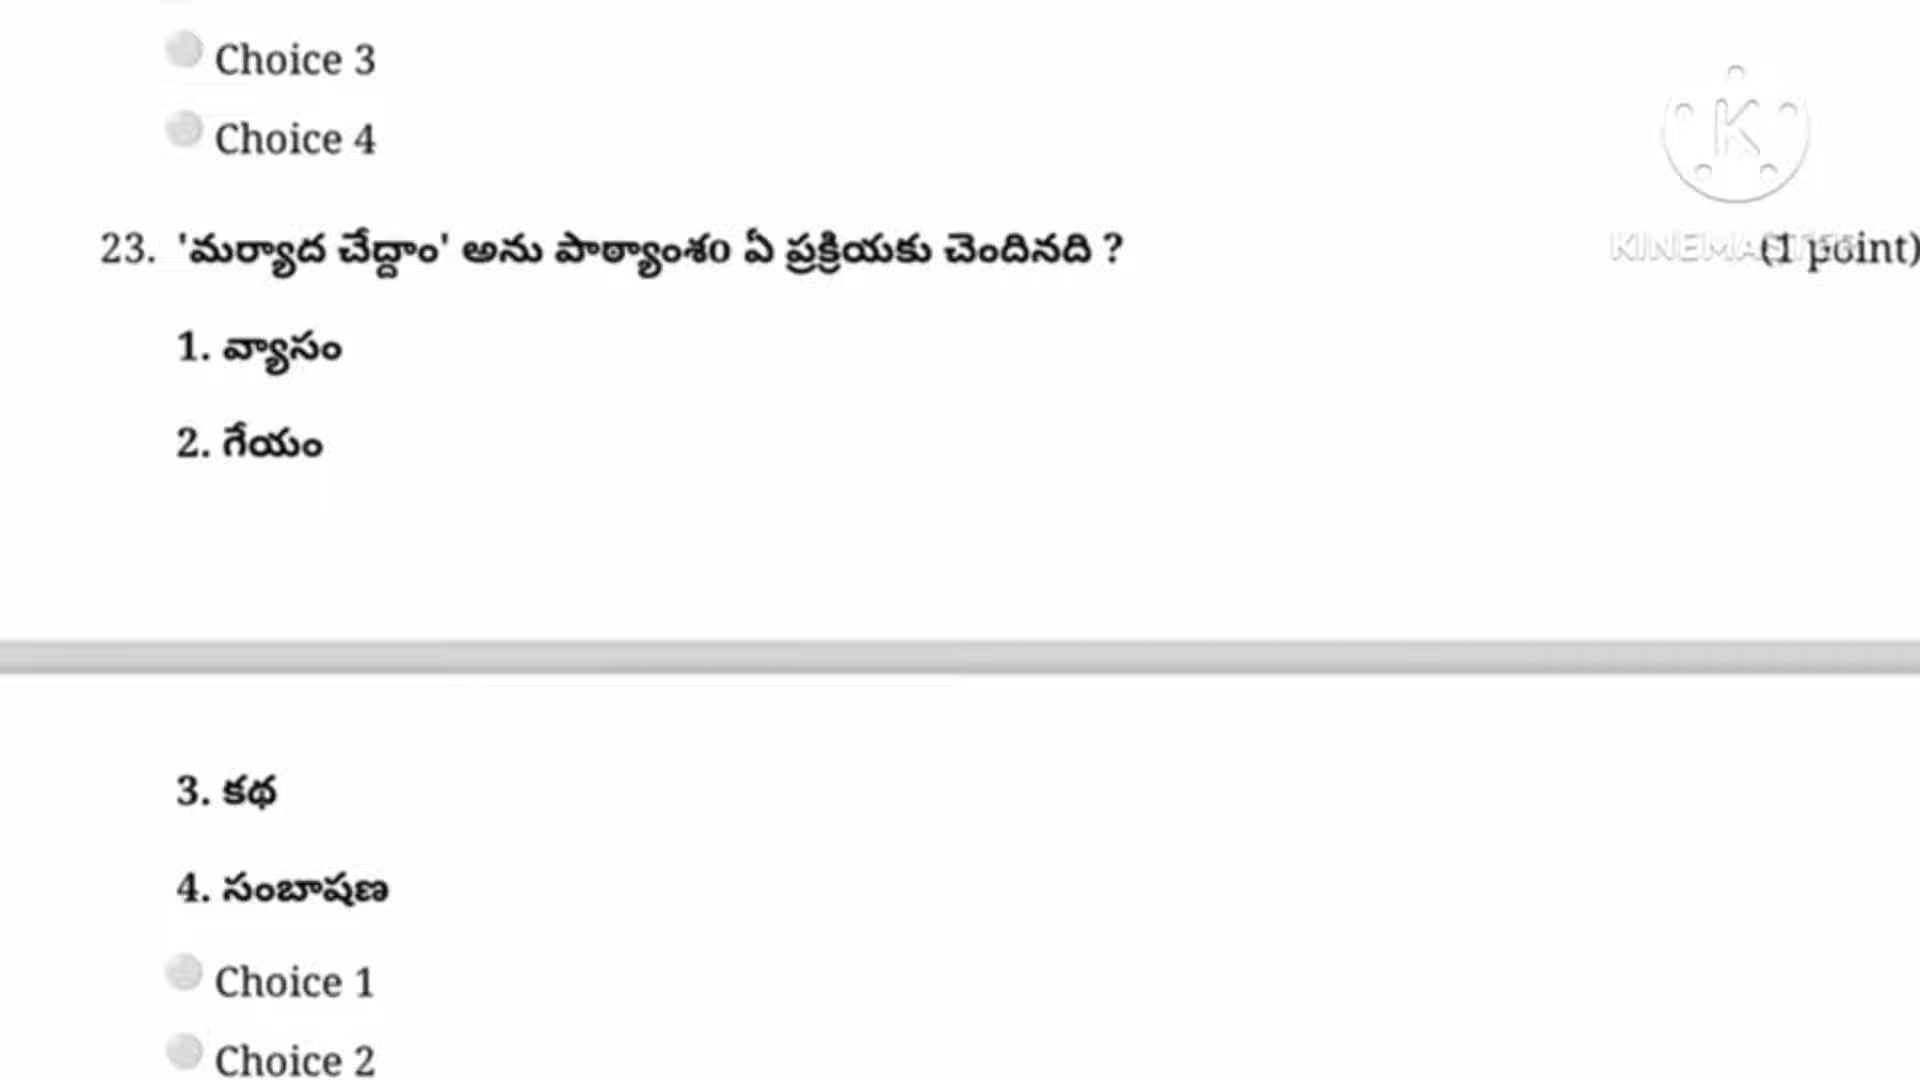 Choice 3
Choice 4
23. 'మర్యాద చేద్దాం' అను పాఠ్యాంశం ఏ ప్రక్రియకు చెందినది ? (1 point)
KINEMASTER
1. వ్యాసం
2. గేయం
3. కథ
4. సంబాషణ
Choice 1
Choice 2